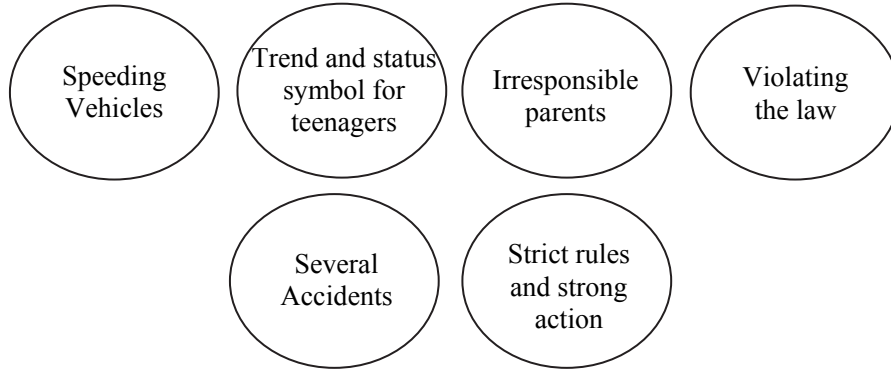 Speeding
Vehicles
Trend and status
symbol for
teenagers
Irresponsible
parents
Violating
the law
Several
Accidents
Strict rules
and strong
action